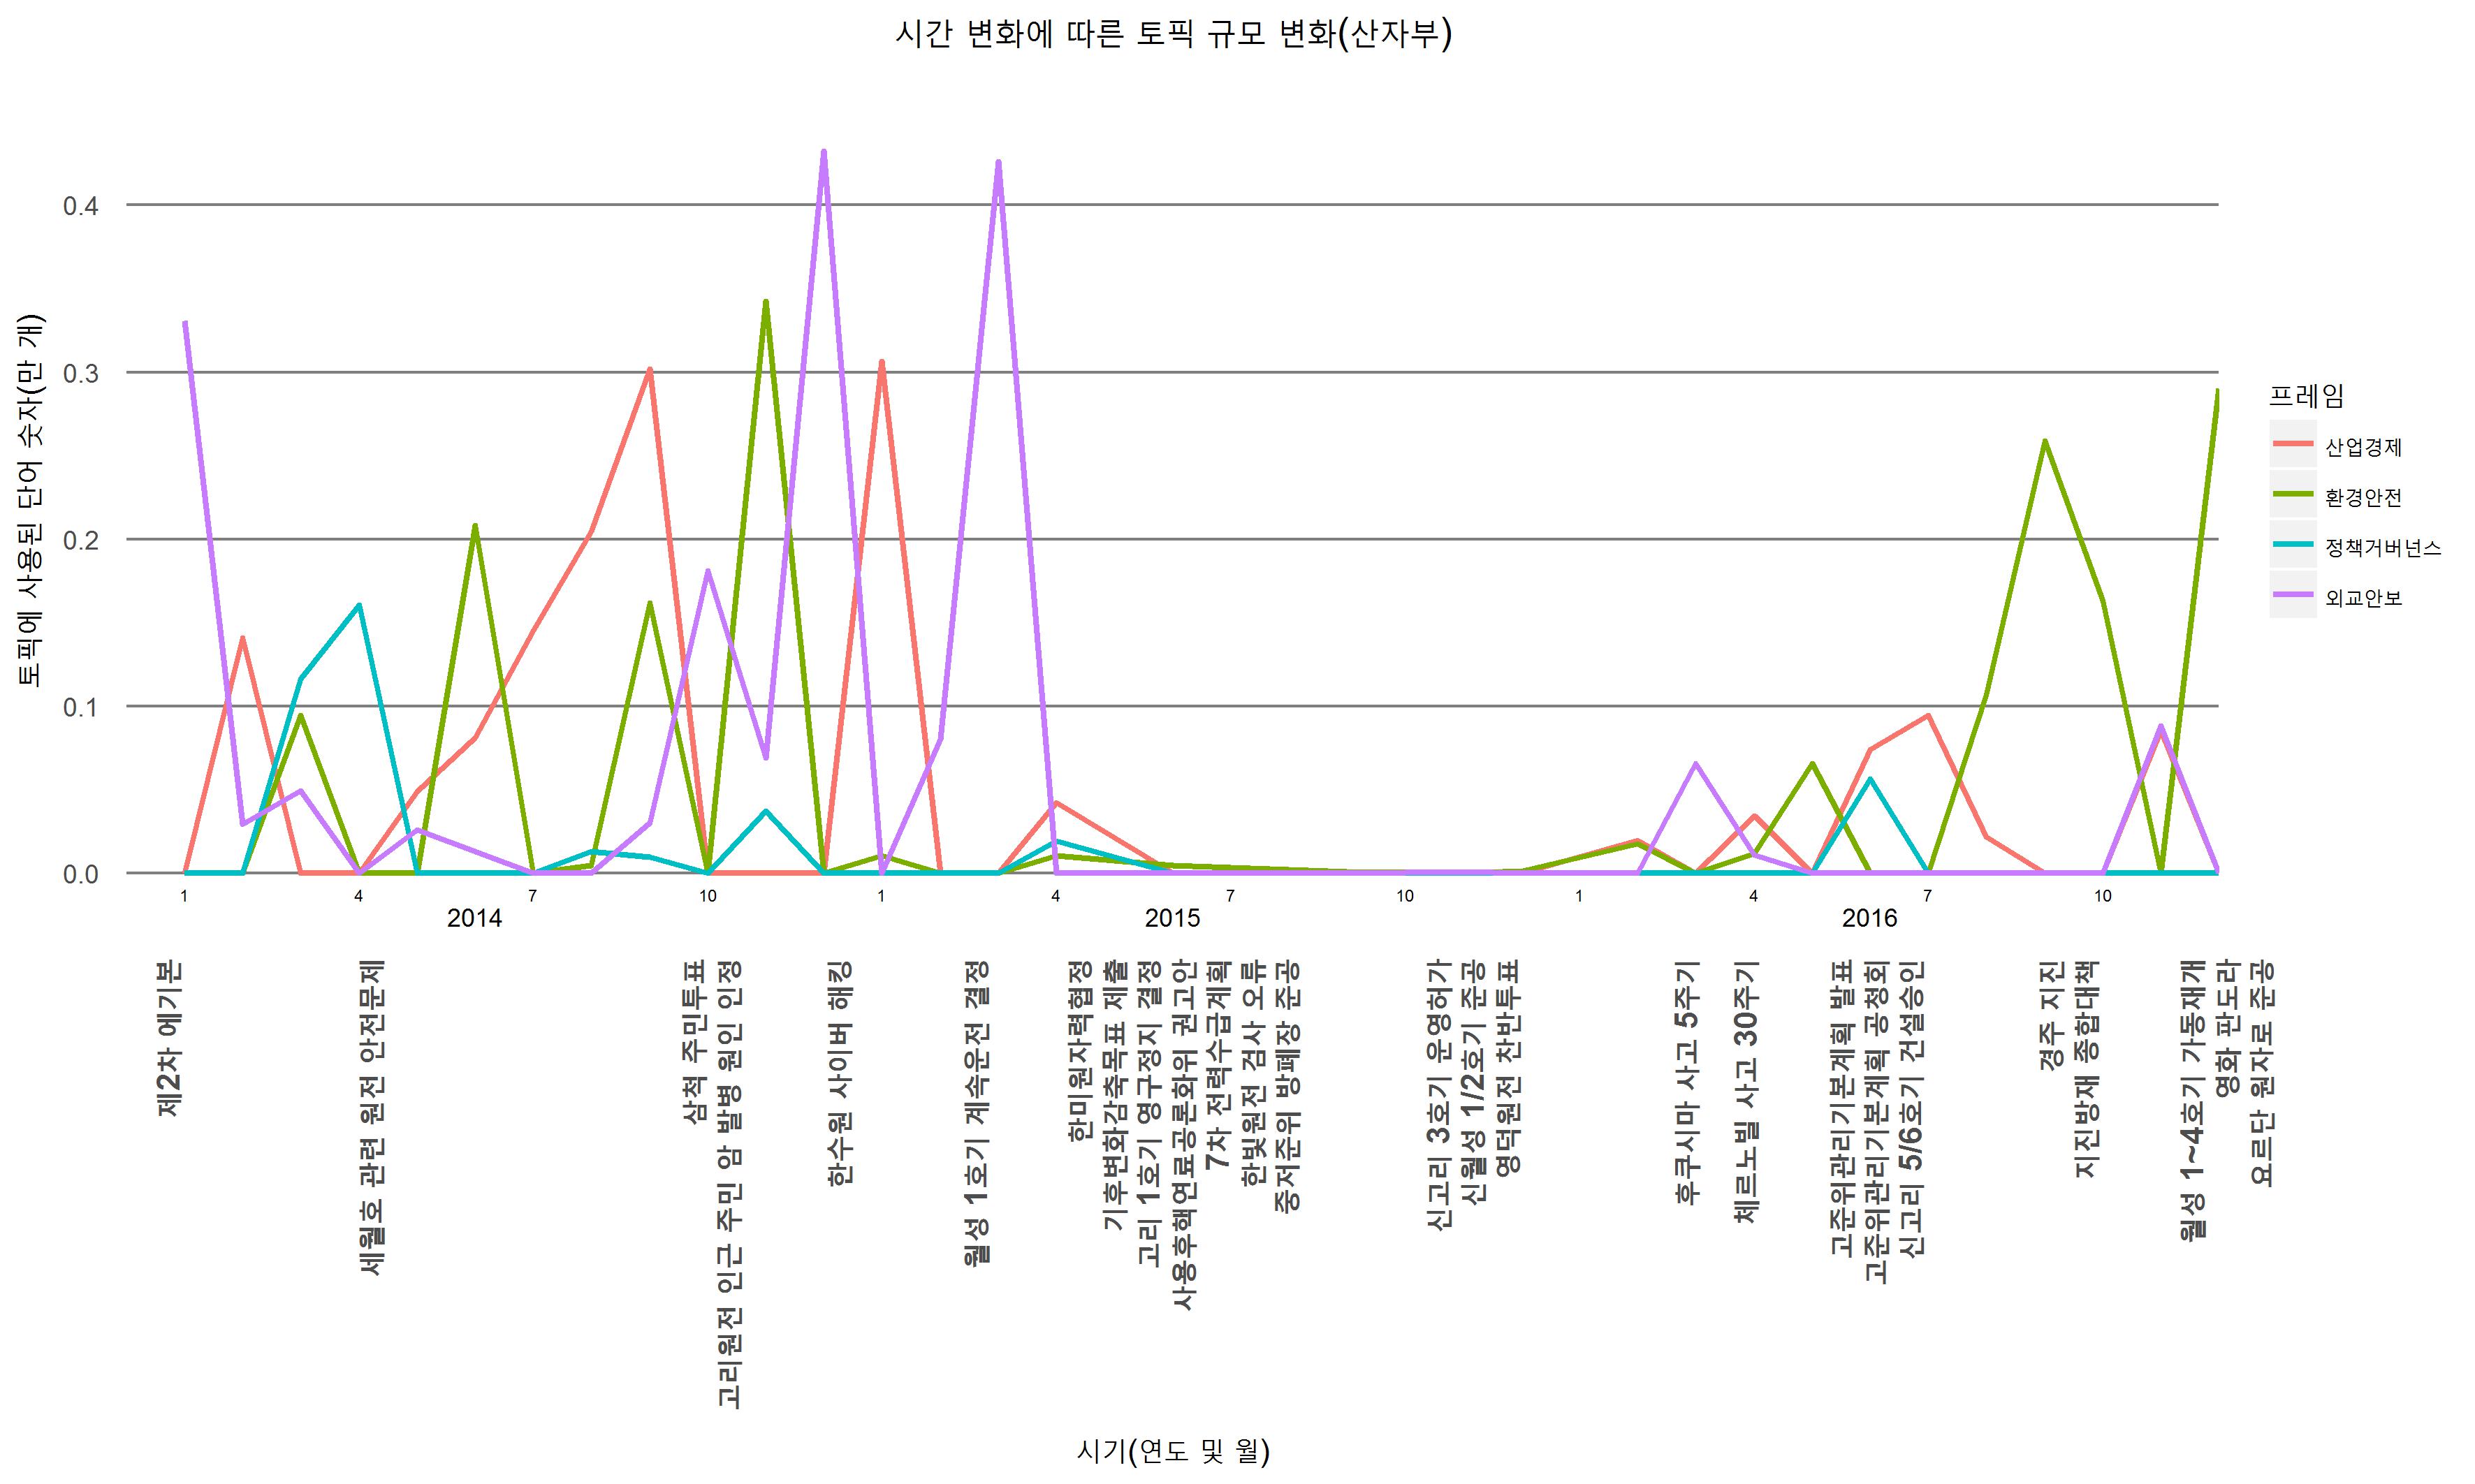 시간 변화에 따른 토픽 규모 변화(산자부)
토픽에 사용된 단어 숫자(만 개)
0.4
0.3
0.2
0.1
0.0
1
4
7
10
1
4
7
10
1
4
7
10
2014
2015
2016
제2차 에기본
세월호 관련 원전 안전문제
삼척 주민투표
고리원전 인근 주민 암 발병 원인 인정
한수원 사이버 해킹
월성 1호기 계속운전 결정
한미원자력협정
기후변화감축목표 제출
고리 1호기 영구정지 결정
사용후핵연료공론화위 권고안
7차 전력수급계획
한빛원전 검사 오류
중저준위 방폐장 준공
신고리 3호기 운영허가
신월성 1/2호기 준공
영덕원전 찬반투표
후쿠시마 사고 5주기
체르노빌 사고 30주기
고준위관리기본계획 발표
고준위관리기본계획 공청회
신고리 5/6호기 건설승인
경주 지진
지진방재 종합대책
월성 1~4호기 가동재개
영화 판도라
요르단 원자로 준공
시기(연도 및 월)
프레임
산업경제
환경안전
정책거버넌스
외교안보